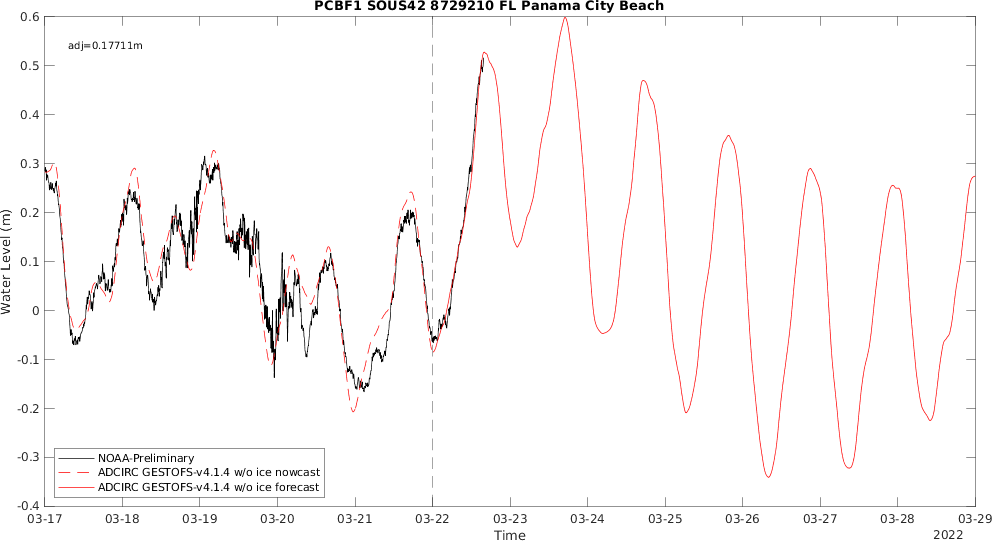 PCBF1 SOUS42 8729210 FL Panama City Beach
adj=0.17711m
0.6
0.5
0.4
0.3
0.2
0.1
0
-0.1
-0.2
-0.3
-0.4
Water Level (m)
NOAA-Preliminary
ADCIRC GESTOFS-v4.1.4 w/o ice nowcast
ADCIRC GESTOFS-v4.1.4 w/o ice forecast
03-17 03-18 03-19 03-20 03-21 03-22 03-23 03-24 03-25 03-26 03-27 03-28 03-29
Time
2022